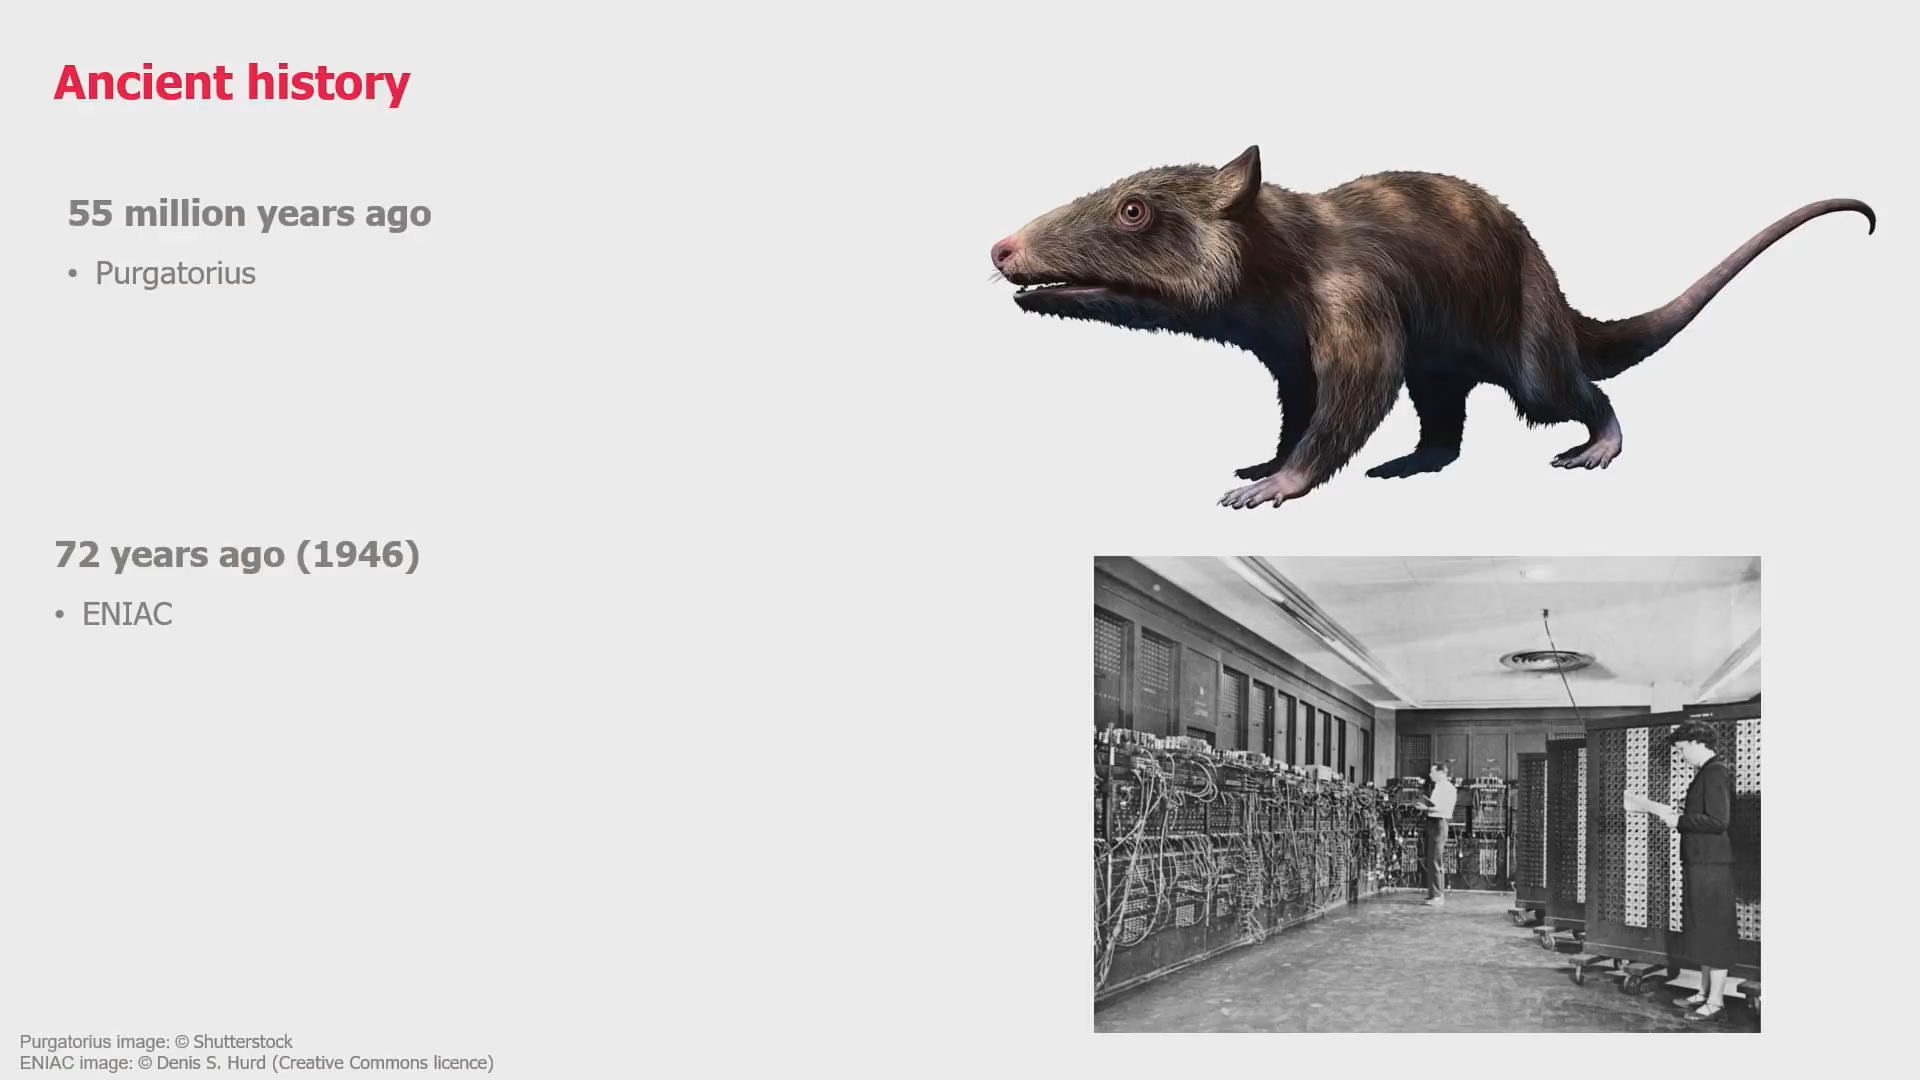 Ancient history
55 million years ago
• Purgatorius
72 years ago (1946)
• ENIAC
Purgatorius image: © Shutterstock
ENIAC image: © Denis S. Hurd (Creative Commons licence)